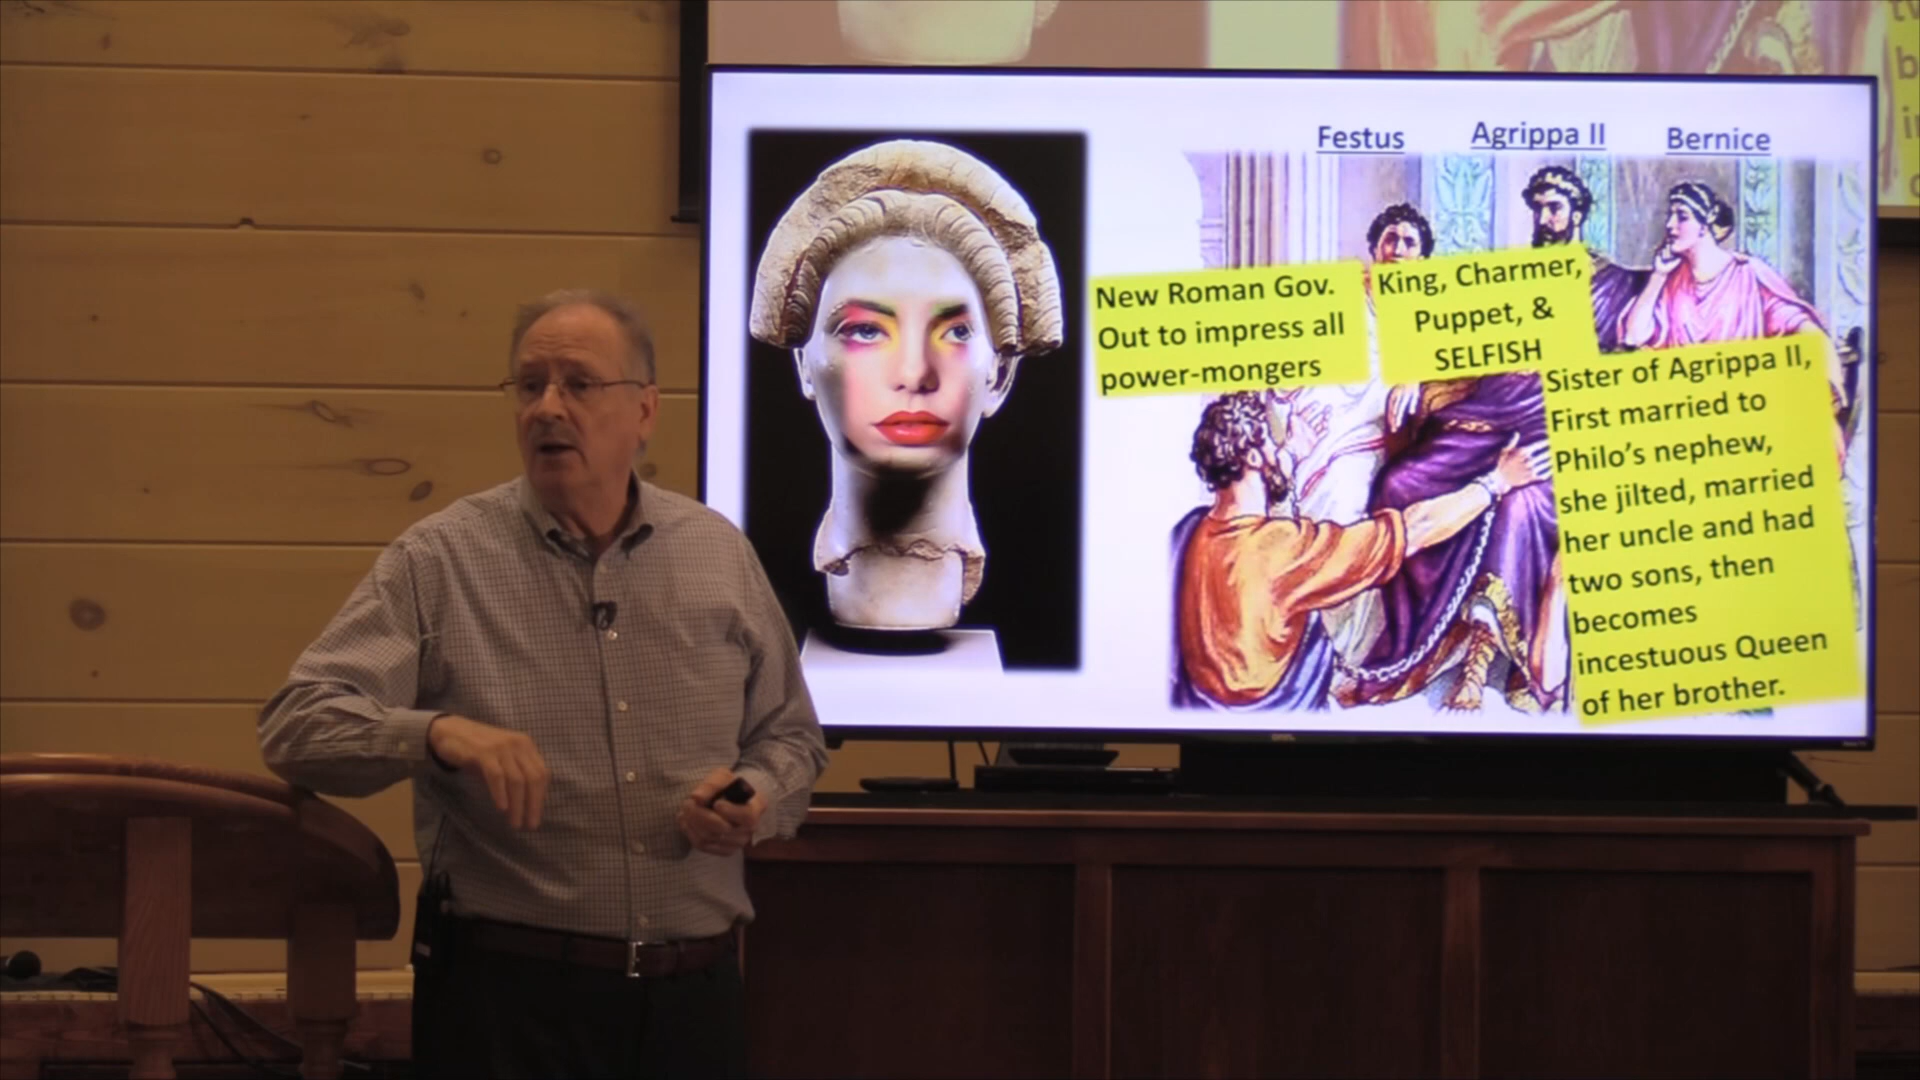 Festus Agrippa II Bernice
New Roman Gov.
Out to impress all
power-mongers
King, Charmer,
Puppet, &
SELFISH
Sister of Agrippa II,
First married to
Philo's nephew,
she jilted, married
her uncle and had
two sons, then
becomes
incestuous Queen
of her brother.